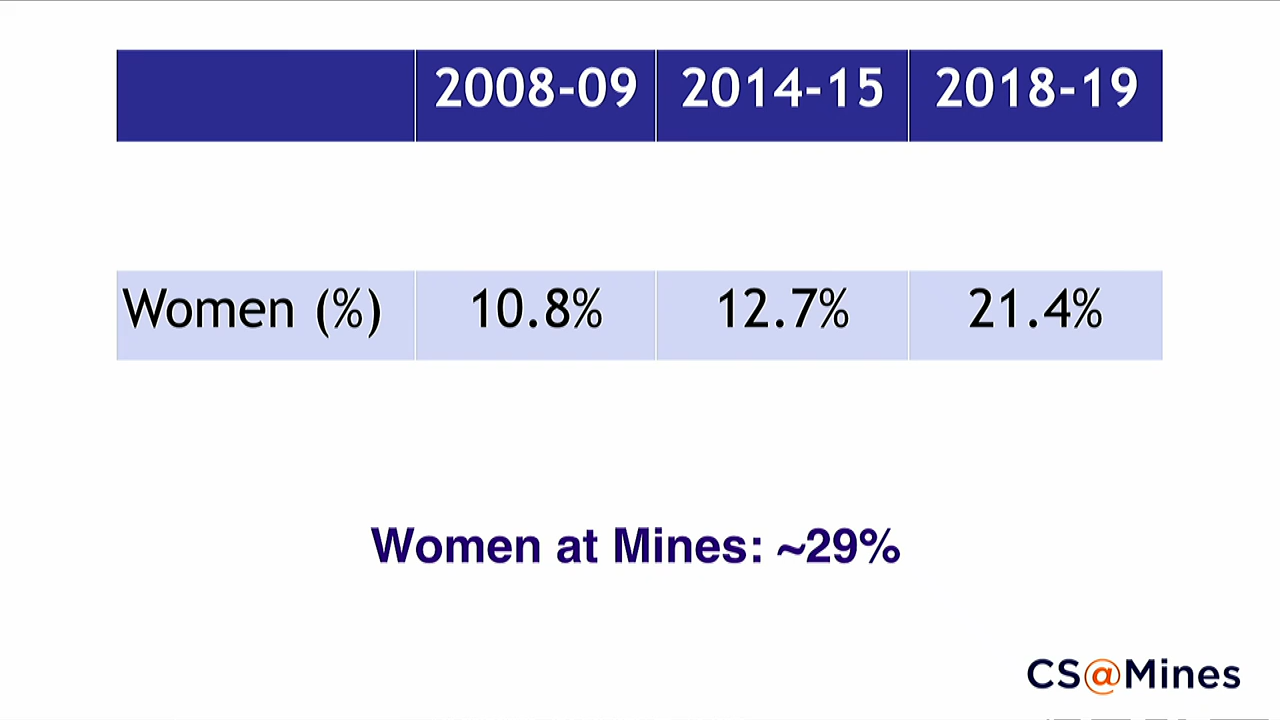 2008-09 2014-15 2018-19
Women (%) 10.8% 12.7% 21.4%
Women at Mines: ~29%
CS@Mines